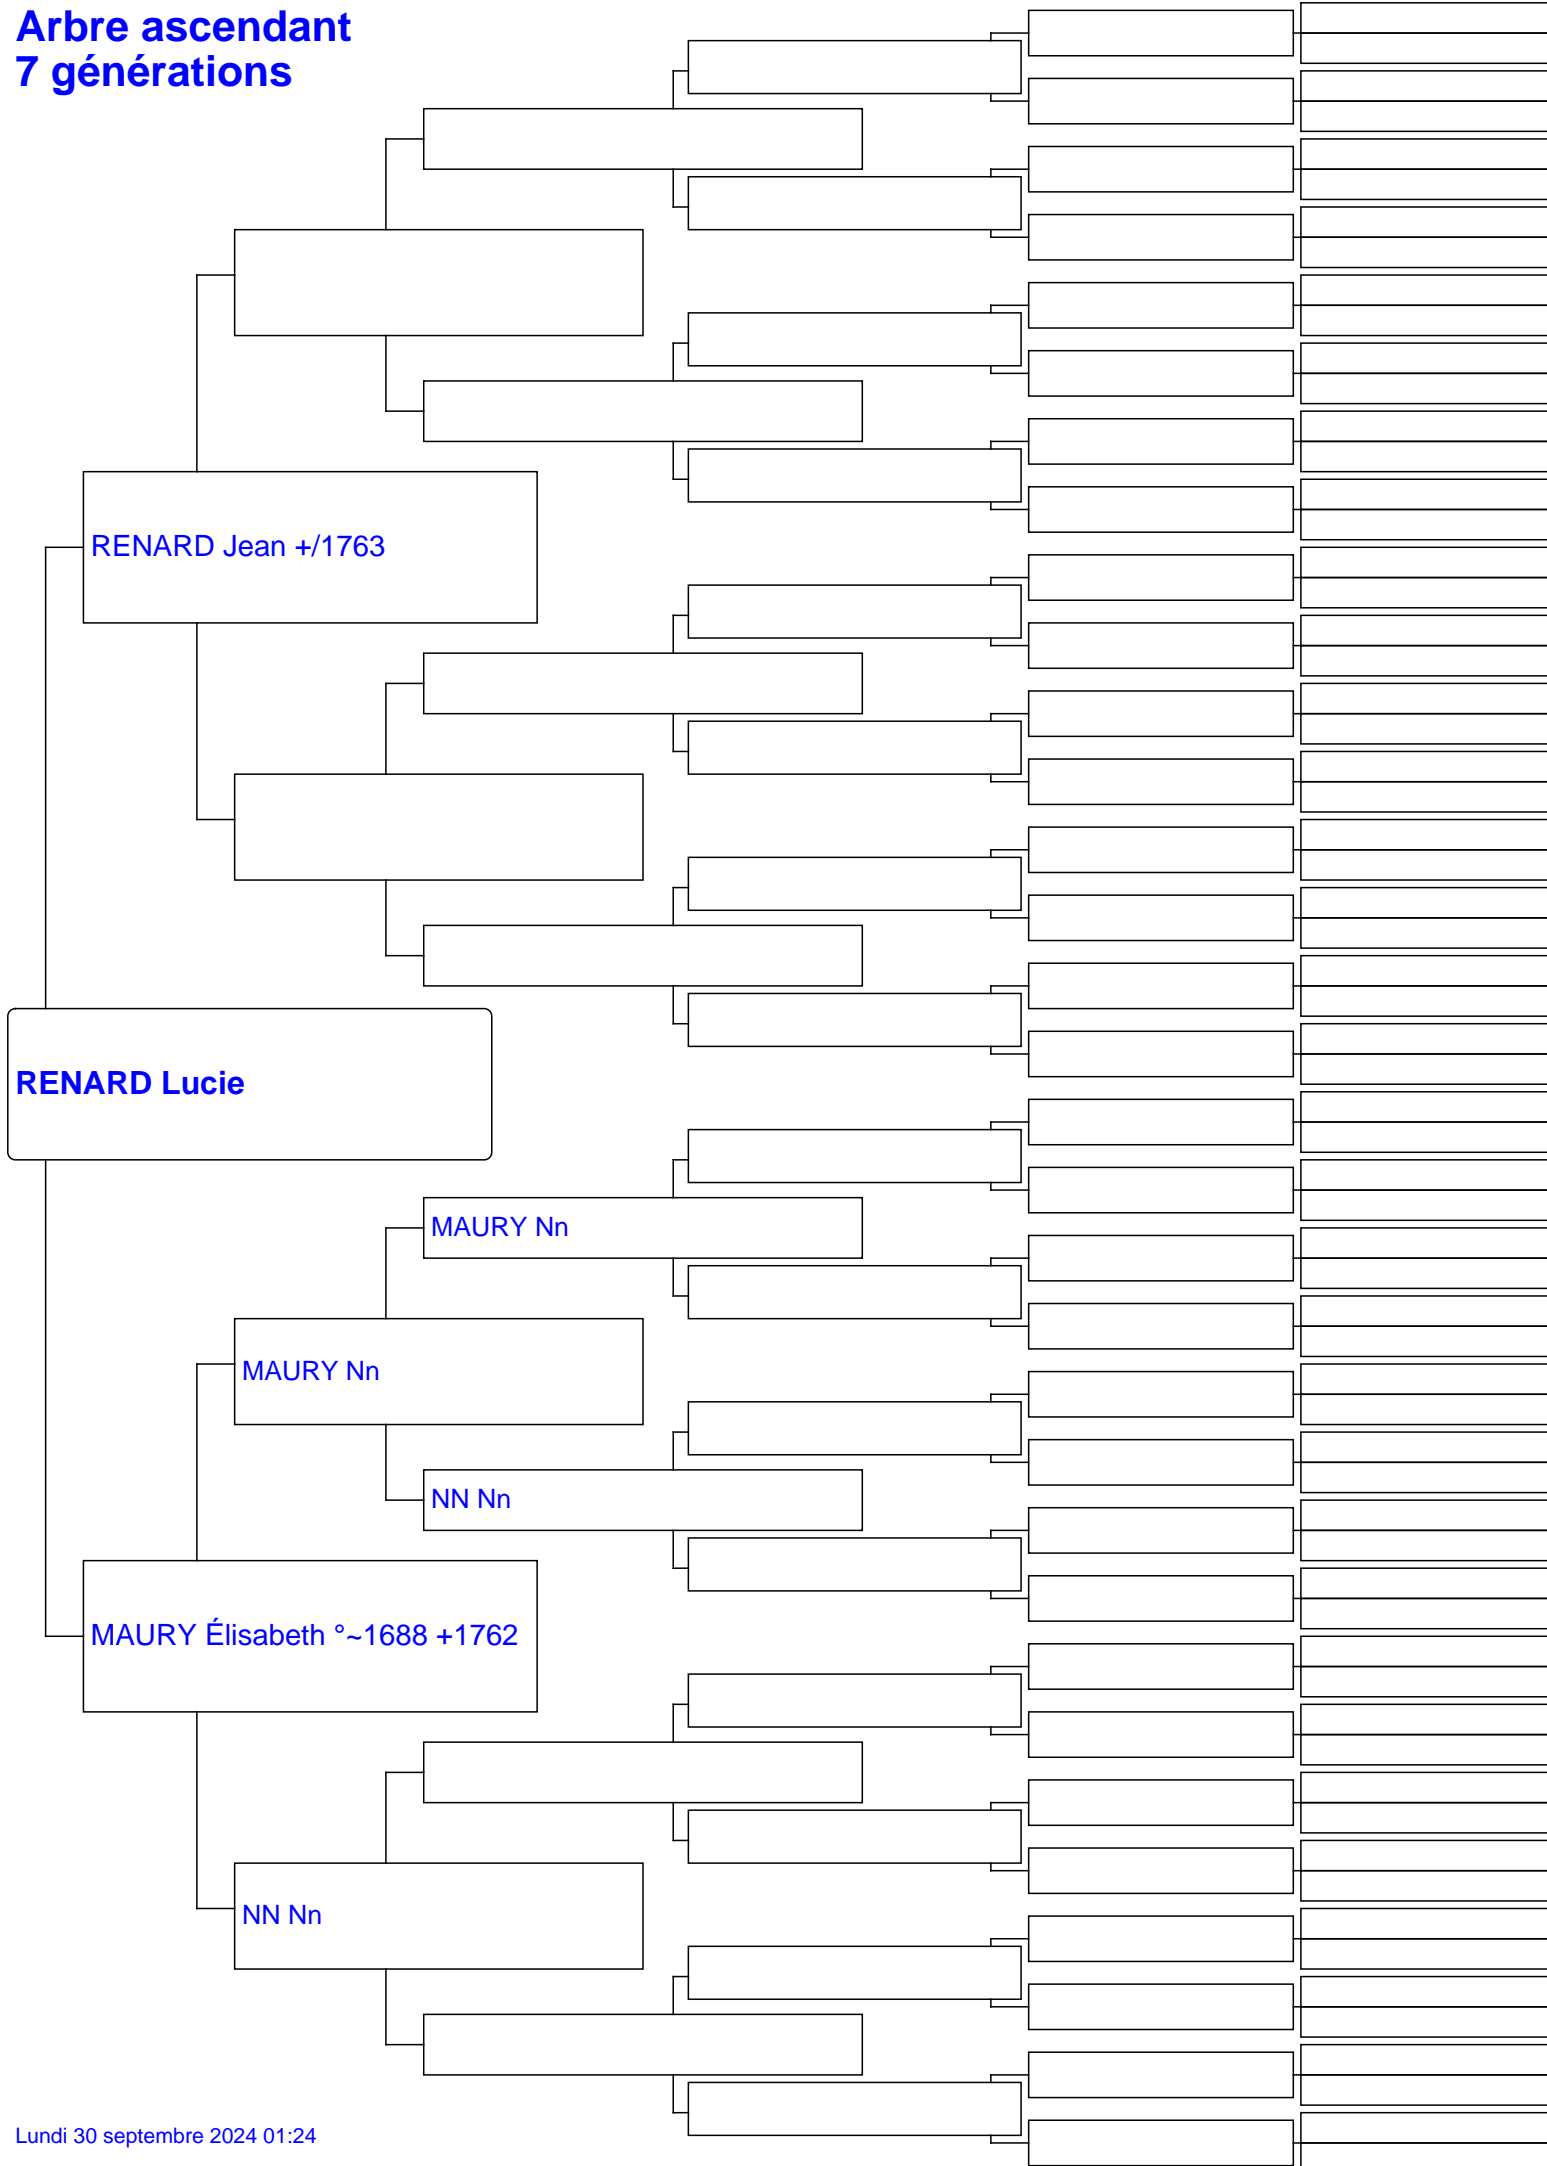 Arbre ascendant
7 générations
RENARD Jean +/1763
RENARD Lucie
MAURY Nn
MAURY Nn
NN Nn
MAURY Élisabeth °~1688 +1762
NN Nn
Lundi 30 septembre 2024 01:24